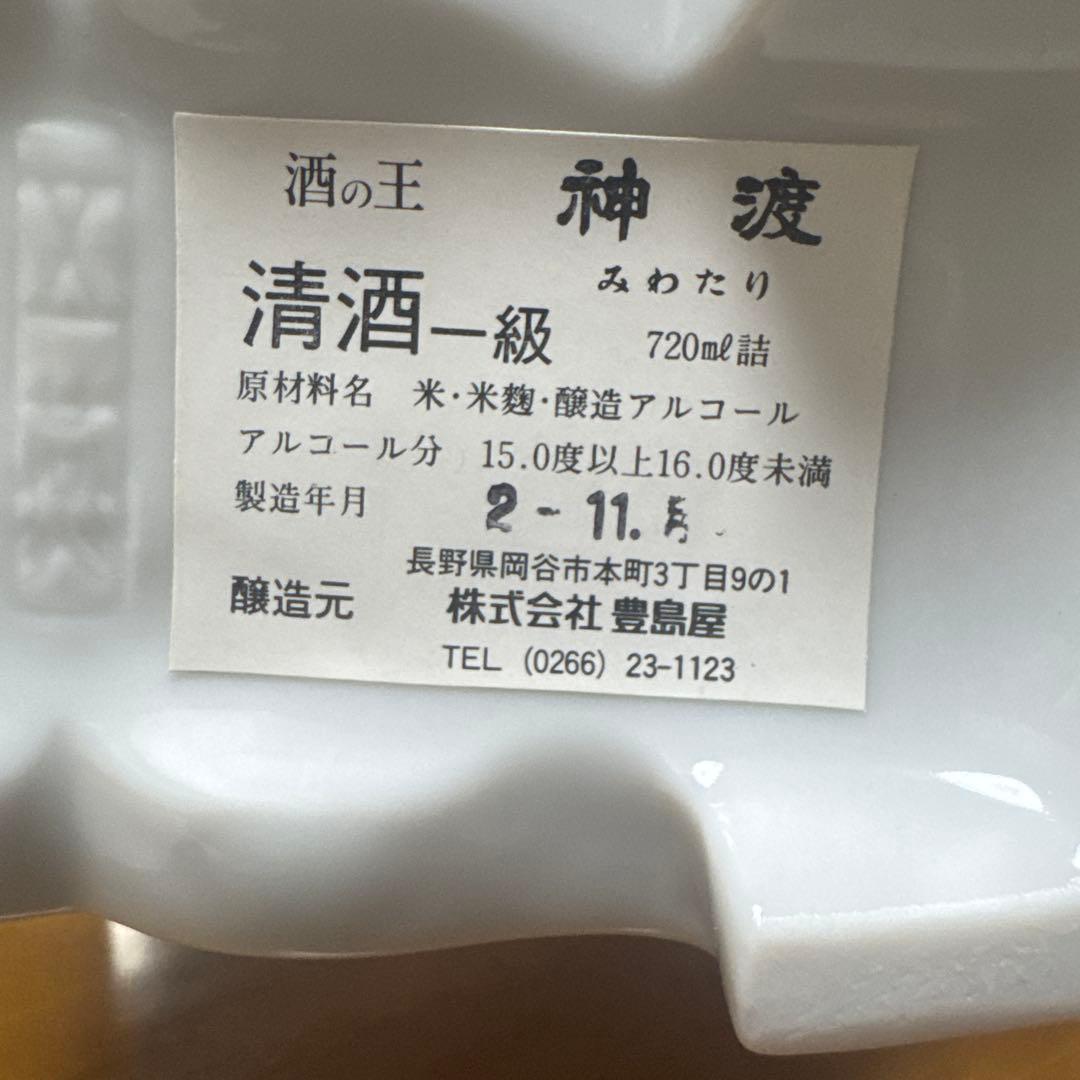 酒の王 神渡
みわたり
清酒一級 720㎖詰
原材料名 米・米麴・醸造アルコール
アルコール分 15.0度以上16.0度未満
製造年月 2-11.
長野県岡谷市本町3丁目9の1
醸造元 株式会社 豊島屋
TEL (0266) 23-1123